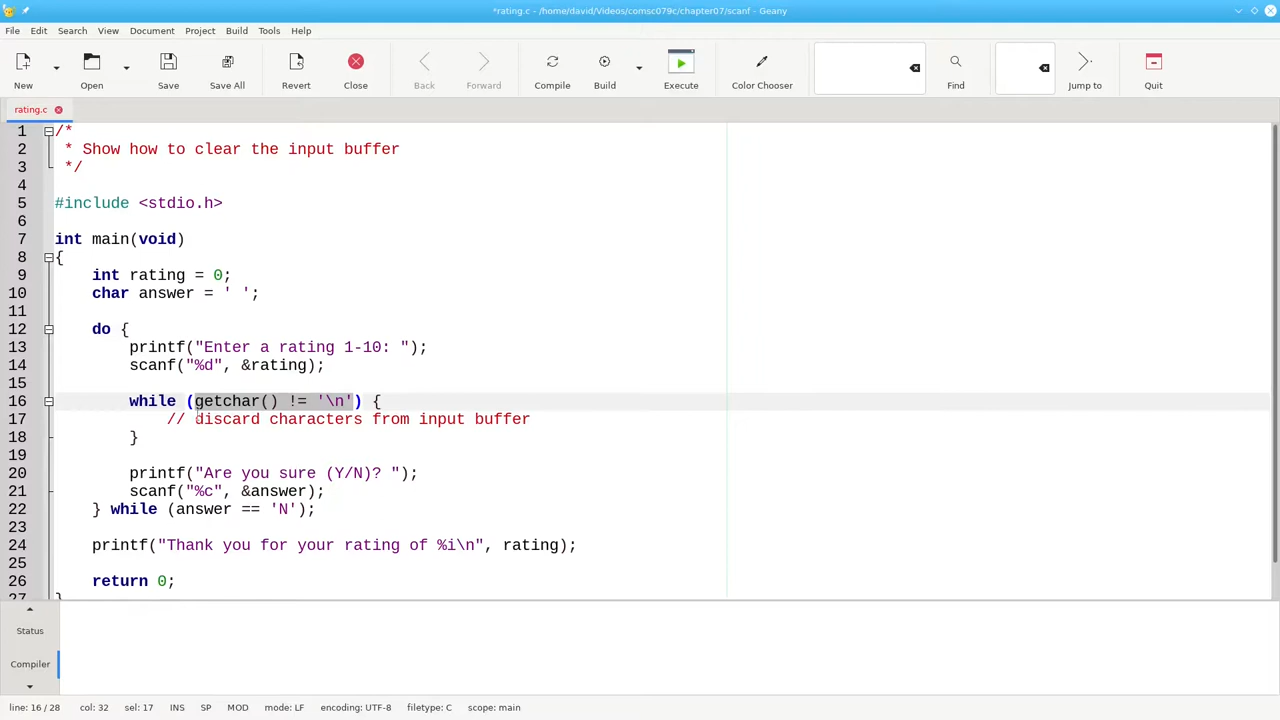 *rating.c - /home/david/Videos/comsc079c/chapter07/scanf - Geany
File Edit Search View Document Project Build Tools Help
New Open Save Save All Revert Close Back Forward Compile Build Execute Color Chooser Find Jump to Quit
rating.c
1 /*
2  * Show how to clear the input buffer
3  */
4
5 #include <stdio.h>
6
7 int main(void)
8 {
9     int rating = 0;
10     char answer = ' ';
11
12     do {
13         printf("Enter a rating 1-10: ");
14         scanf("%d", &rating);
15
16         while (getchar() != '\n') {
17             // discard characters from input buffer
18         }
19
20         printf("Are you sure (Y/N)? ");
21         scanf("%c", &answer);
22     } while (answer == 'N');
23
24     printf("Thank you for your rating of %i\n", rating);
25
26     return 0;
27 }
Status
Compiler
line: 16 / 28 col: 32 sel: 17 INS SP MOD mode: LF encoding: UTF-8 filetype: C scope: main